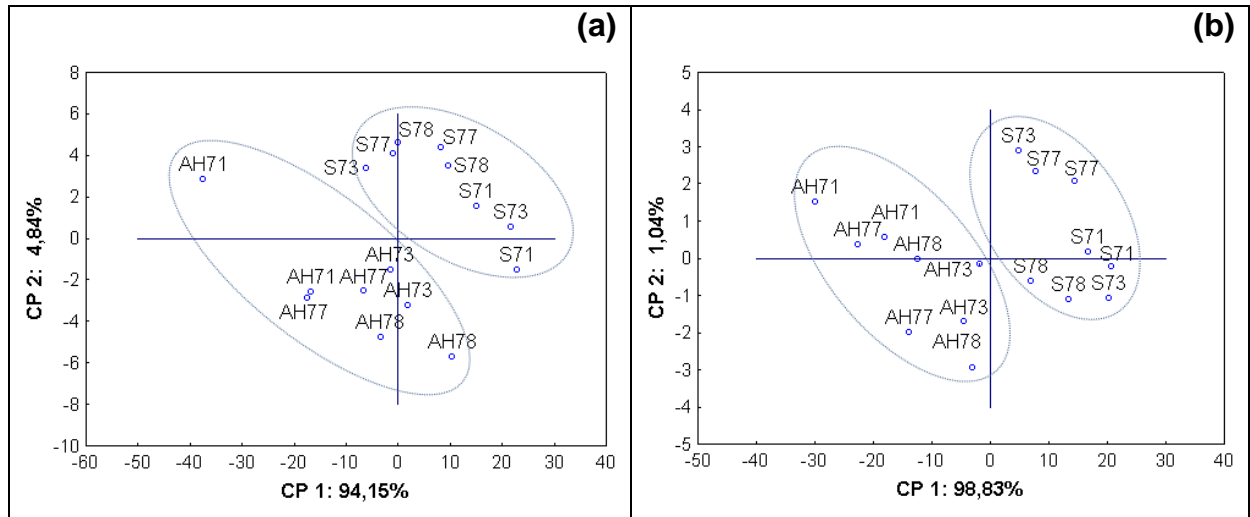 (a)
8
6
4
2
0
-2
-4
-6
-8
-10
CP 2: 4,84%
S78
S77
S77
S73
S78
AH71
S71
S73
S71
AH73
AH71
AH77
AH73
AH77
AH78
AH78
-60 -50 -40 -30 -20 -10 0 10 20 30 40
CP 1: 94,15%
(b)
5
4
3
2
1
0
-1
-2
-3
-4
-5
CP 2: 1,04%
S73
S77
S77
AH71
AH71
AH77
AH78
S71
S71
AH73
S78
S78
S73
AH77
AH73
AH78
-50 -40 -30 -20 -10 0 10 20 30 40
CP 1: 98,83%